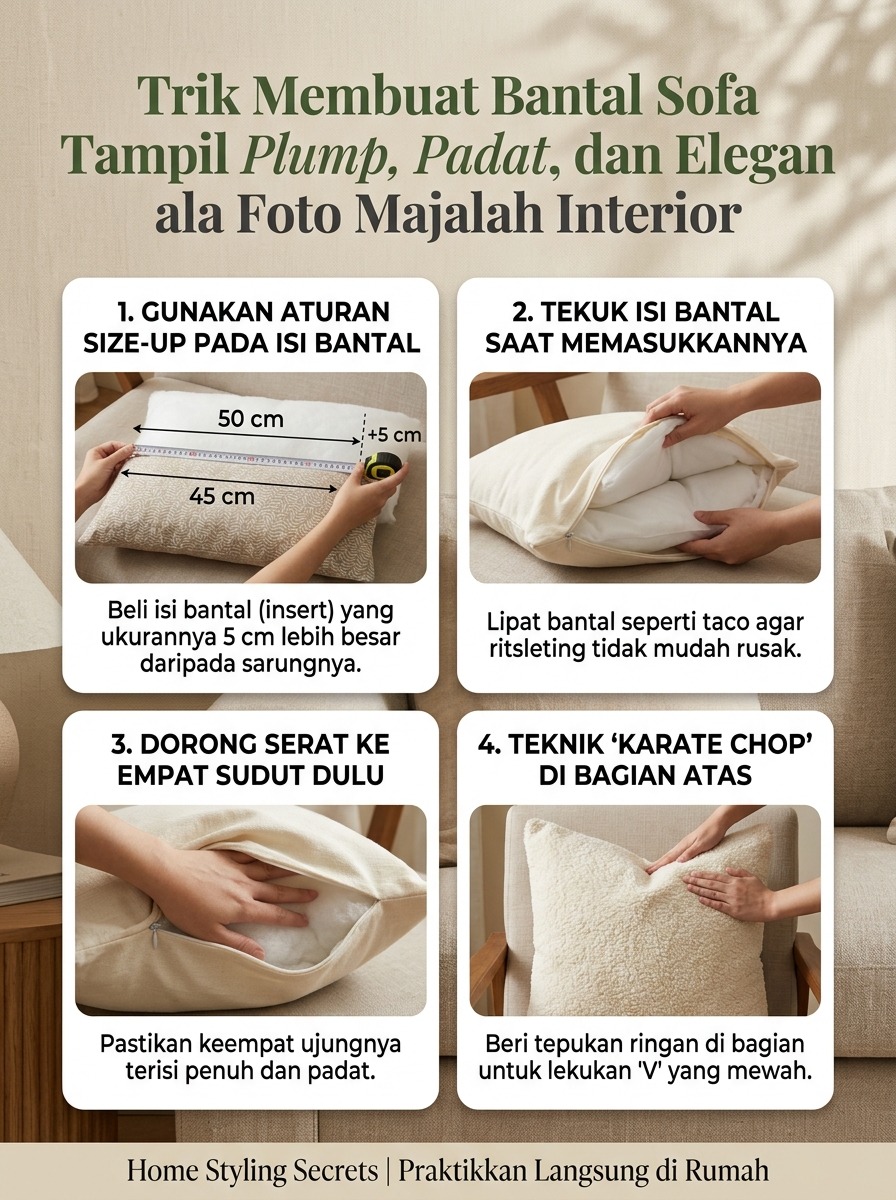 Trik Membuat Bantal Sofa
Tampil Plump, Padat, dan Elegan
ala Foto Majalah Interior
1. GUNAKAN ATURAN
SIZE-UP PADA ISI BANTAL
50 cm
+5 cm
45 cm
Beli isi bantal (insert) yang
ukurannya 5 cm lebih besar
daripada sarungnya.
2. TEKUK ISI BANTAL
SAAT MEMASUKKANNYA
Lipat bantal seperti taco agar
ritsleting tidak mudah rusak.
3. DORONG SERAT KE
EMPAT SUDUT DULU
Pastikan keempat ujungnya
terisi penuh dan padat.
4. TEKNIK ‘KARATE CHOP’
DI BAGIAN ATAS
Beri tepukan ringan di bagian
untuk lekukan 'V' yang mewah.
Home Styling Secrets | Praktikkan Langsung di Rumah